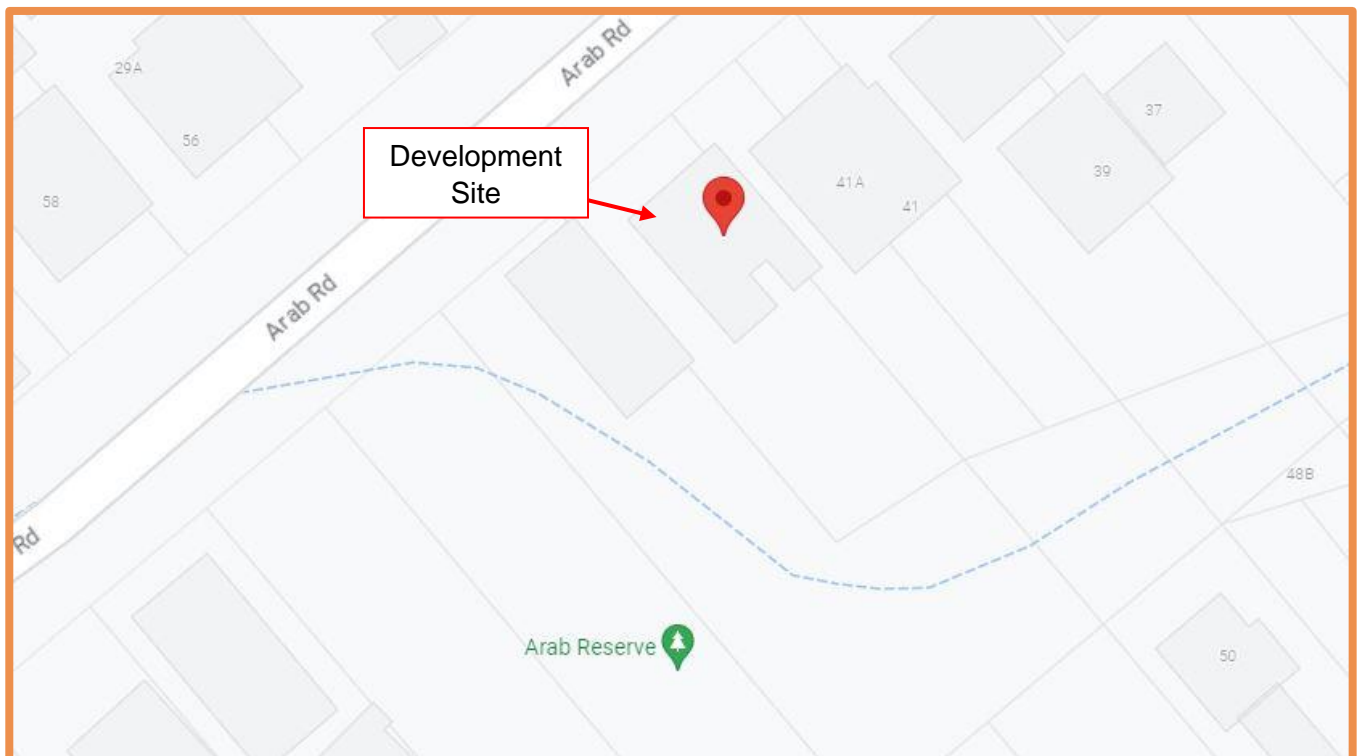 Arab Rd
29A
37
56
Development
Site
39
41A
58
41
Arab Rd
48B
Rd
Arab Reserve
50